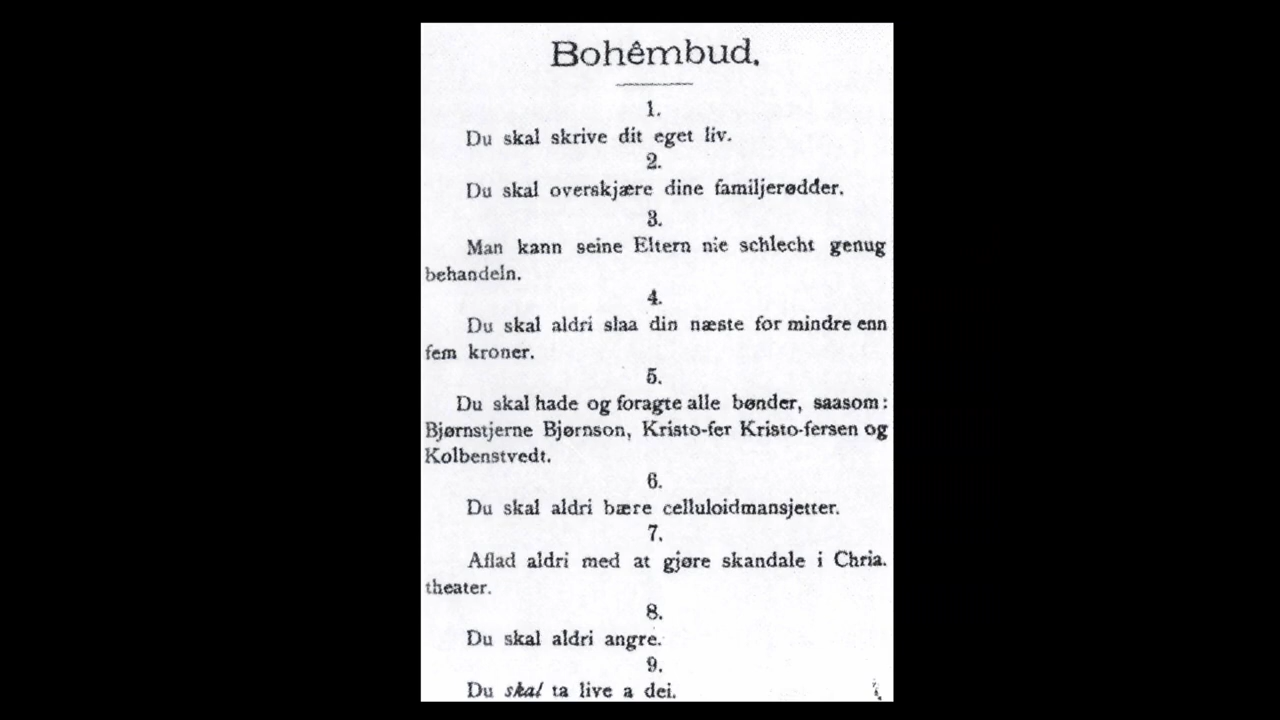 Bohêmbud.
1.
Du skal skrive dit eget liv.
2.
Du skal overskjære dine familjerødder.
3.
Man kann seine Eltern nie schlecht genug
behandeln.
4.
Du skal aldri slaa din næste for mindre enn
fem kroner.
5.
Du skal hade og foragte alle bønder, saasom:
Bjørnstjerne Bjørnson, Kristo-fer Kristo-fersen og
Kolbenstvedt.
6.
Du skal aldri bære celluloidmansjetter.
7.
Aflad aldri med at gjøre skandale i Chria.
theater.
8.
Du skal aldri angre.
9.
Du skal ta live a dei.